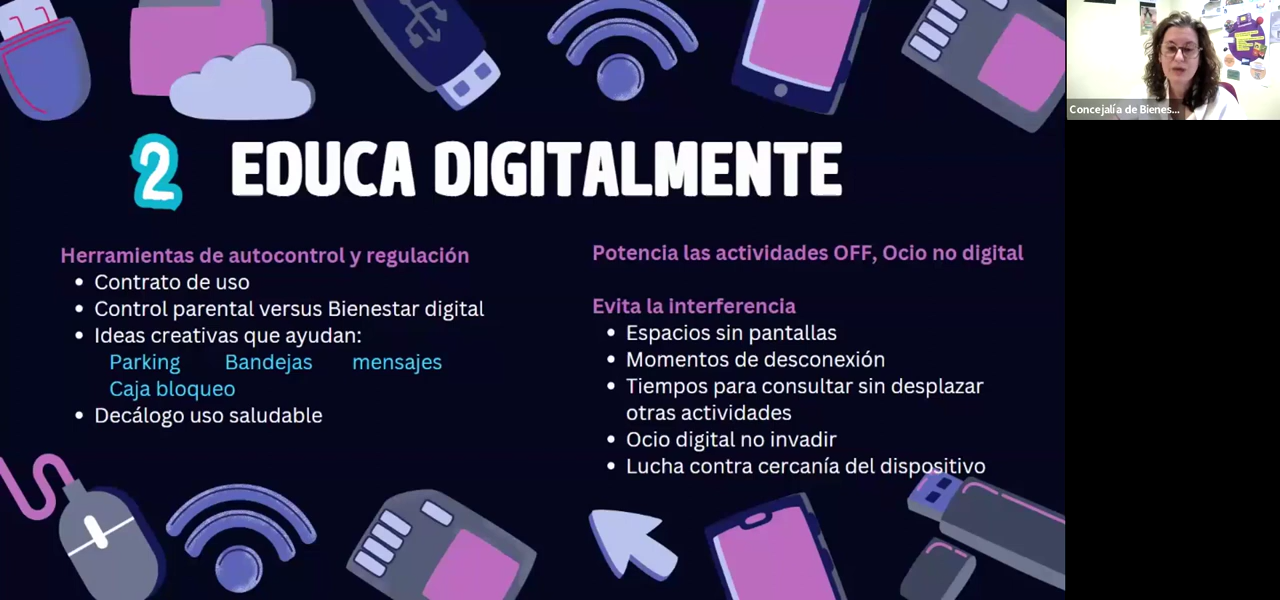 2 EDUCA DIGITALMENTE
Herramientas de autocontrol y regulación
• Contrato de uso
• Control parental versus Bienestar digital
• Ideas creativas que ayudan:
Parking Bandejas mensajes
Caja bloqueo
• Decálogo uso saludable
Potencia las actividades OFF, Ocio no digital
Evita la interferencia
• Espacios sin pantallas
• Momentos de desconexión
• Tiempos para consultar sin desplazar
otras actividades
• Ocio digital no invadir
• Lucha contra cercanía del dispositivo
Concejalía de Bienes...